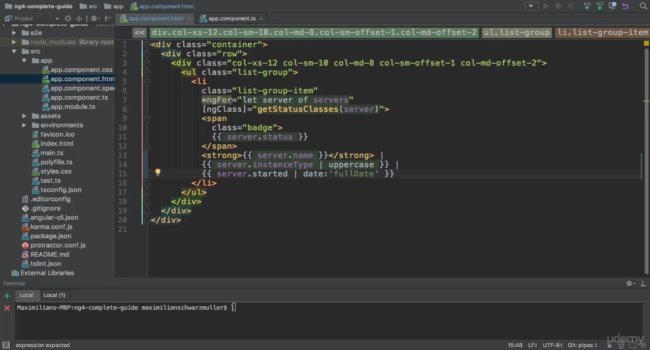 ng4-complete-guide src app app.component.html
Project
app.component.html app.component.ts
ng4-complete-guide
e2e
node_modules library root
src
app
app.component.css
app.component.htm
app.component.spe
app.component.ts
app.module.ts
assets
environments
favicon.ico
index.html
main.ts
polyfills.ts
styles.css
test.ts
tsconfig.json
.editorconfig
.gitignore
angular-cli.json
karma.conf.js
package.json
protractor.conf.js
README.md
tslint.json
External Libraries
<< div.col-xs-12.col-sm-10.col-md-8.col-sm-offset-1.col-md-offset-2 ul.list-group li.list-group-item
1 <div class="container">
2 <div class="row">
3 <div class="col-xs-12 col-sm-10 col-md-8 col-sm-offset-1 col-md-offset-2">
4 <ul class="list-group">
5 <li
6 class="list-group-item"
7 *ngFor="let server of servers"
8 [ngClass]="getStatusClasses(server)">
9 <span
10 class="badge">
11 {{ server.status }}
12 </span>
13 <strong>{{ server.name }}</strong> |
14 {{ server.instanceType | uppercase }} |
15 {{ server.started | date:'fullDate' }}
16 </li>
17 </ul>
18 </div>
19 </div>
20 </div>
21
Terminal
Local Local (1)
Maximilians-MBP:ng4-complete-guide maximilianschwarzmuller$
udemy
expression expected
15:48 LF÷ UTF-8÷ Git: pipes